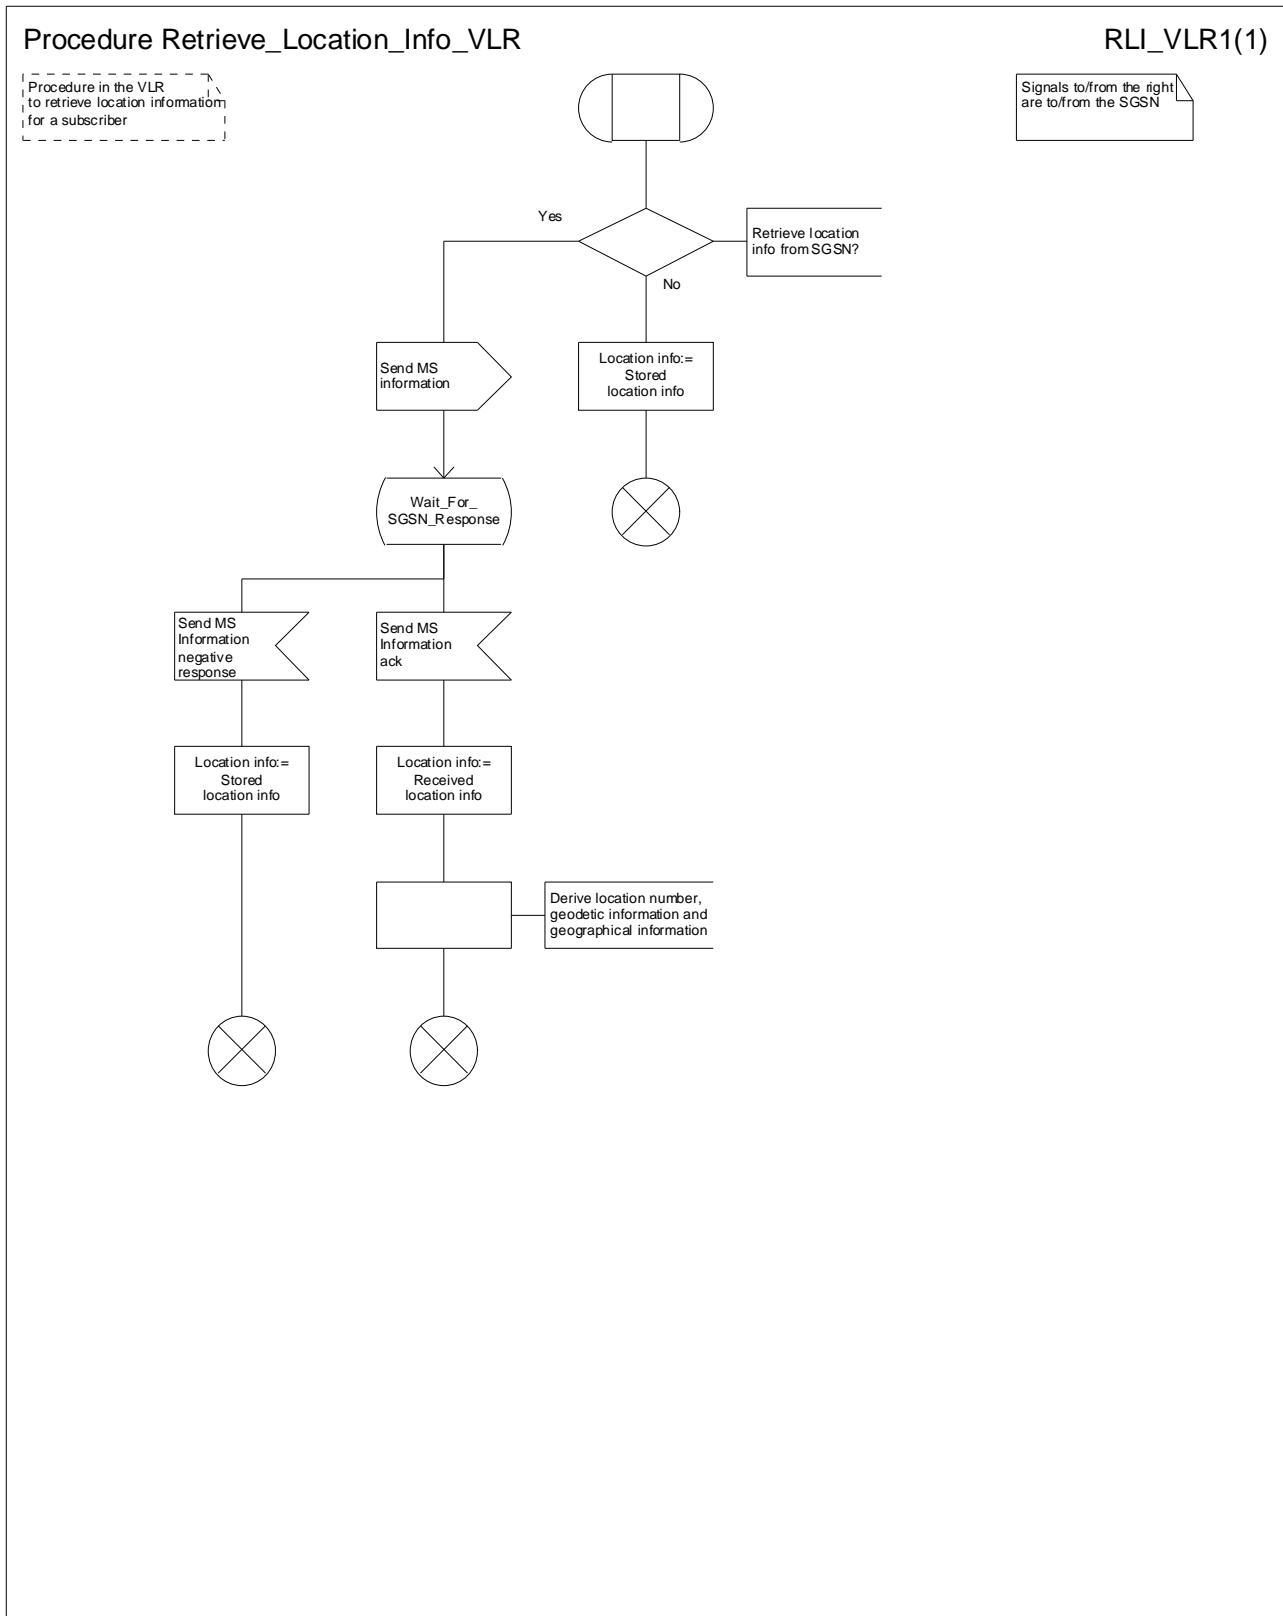 Procedure Retrieve_Location_Info_VLR
RLI_VLR1(1)
Procedure in the VLR
to retrieve location information
for a subscriber
Signals to/from the right
are to/from the SGSN
Yes
Retrieve location
info from SGSN?
No
Send MS
information
Location info:=
Stored
location info
Wait_For_
SGSN_Response
Send MS
Information
negative
response
Send MS
Information
ack
Location info:=
Stored
location info
Location info:=
Received
location info
Derive location number,
geodetic information and
geographical information